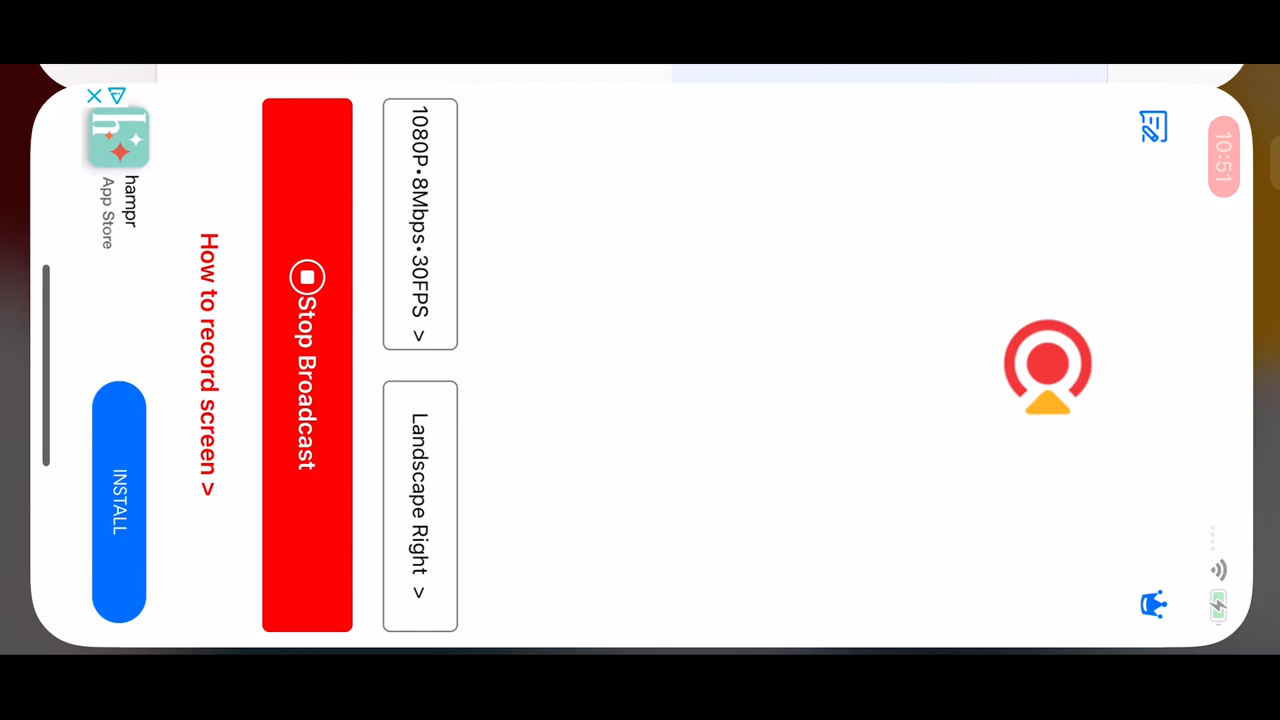 10:51
1080P•8Mbps•30FPS >
Landscape Right >
Stop Broadcast
How to record screen >
h
hampr
App Store
INSTALL